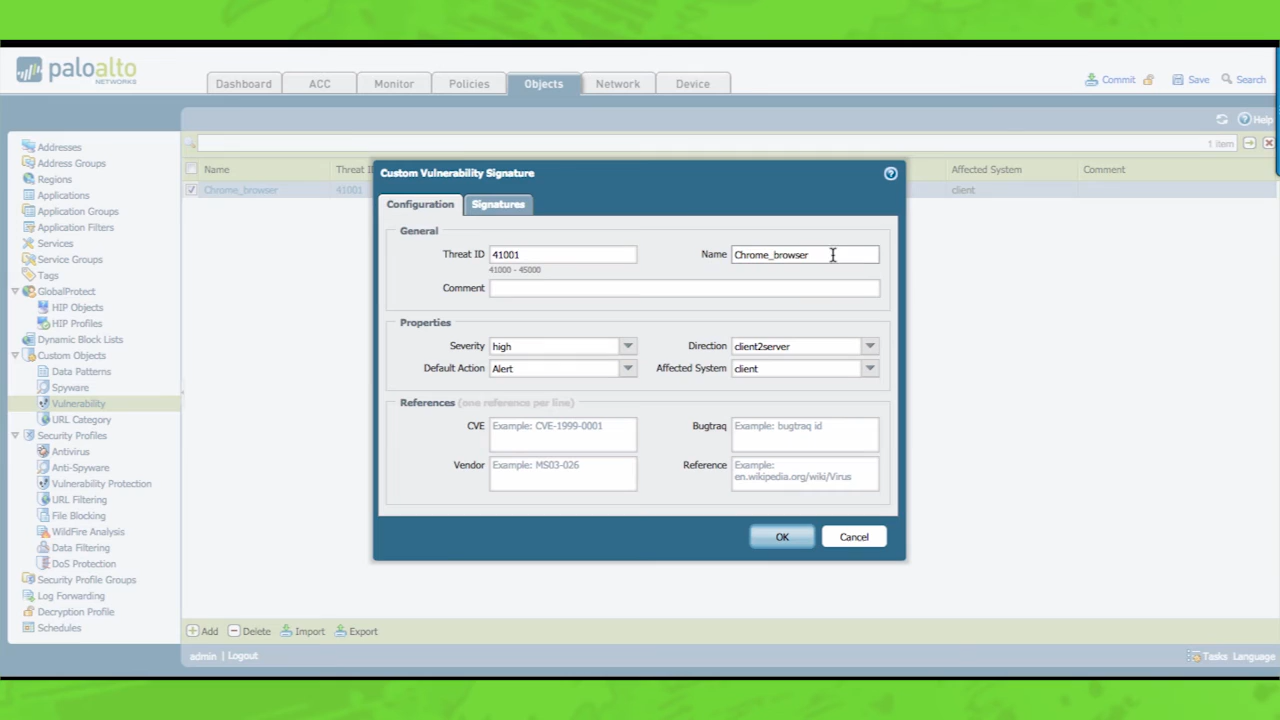 paloalto
NETWORKS
Dashboard
ACC
Monitor
Policies
Objects
Network
Device
Commit
Save
Search
Help
Addresses
Address Groups
Regions
Applications
Application Groups
Application Filters
Services
Service Groups
Tags
GlobalProtect
HIP Objects
HIP Profiles
Dynamic Block Lists
Custom Objects
Data Patterns
Spyware
Vulnerability
URL Category
Security Profiles
Antivirus
Anti-Spyware
Vulnerability Protection
URL Filtering
File Blocking
WildFire Analysis
Data Filtering
DoS Protection
Security Profile Groups
Log Forwarding
Decryption Profile
Schedules
1 item
Name
Threat
Affected System
Comment
Chrome_browser
41001
client
Custom Vulnerability Signature
Configuration
Signatures
General
Threat ID 41001
41000 - 45000
Name Chrome_browser
Comment
Properties
Severity high
Direction client2server
Default Action Alert
Affected System client
References (one reference per line)
CVE Example: CVE-1999-0001
Bugtraq Example: bugtraq id
Vendor Example: MS03-026
Reference Example:
en.wikipedia.org/wiki/Virus
OK
Cancel
Add
Delete
Import
Export
admin | Logout
Tasks
Language